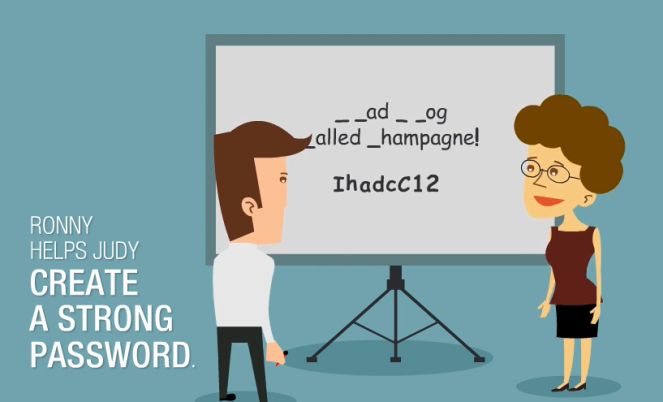 _ _ad _ _og
_alled _hampagne!
IhadcC12
RONNY
HELPS JUDY
CREATE
A STRONG
PASSWORD.